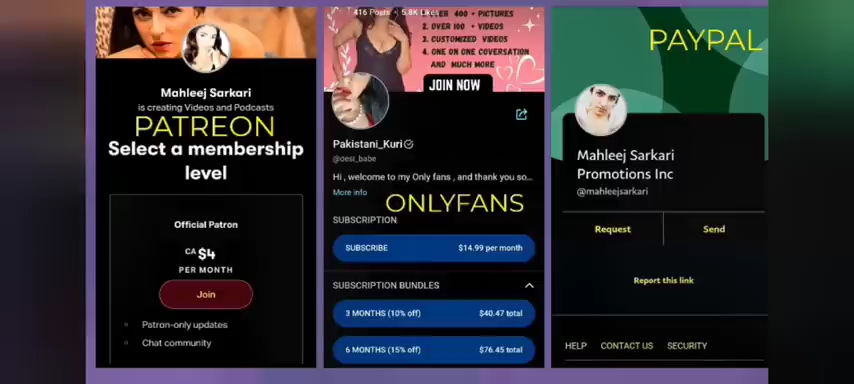 Mahleej Sarkari
is creating Videos and Podcasts
PATREON
Select a membership
level
Official Patron
CA$4
PER MONTH
Join
Patron-only updates
Chat community
416 Posts • 5.8K Likes
400 + PICTURES
2. OVER 100 + VIDEOS
3. CUSTOMIZED VIDEOS
4. ONE ON ONE COVERSATION
AND MUCH MORE
JOIN NOW
Pakistani_Kuri
@desi_babe
Hi , welcome to my Only fans , and thank you so...
More info
ONLYFANS
SUBSCRIPTION
SUBSCRIBE $14.99 per month
SUBSCRIPTION BUNDLES
3 MONTHS (10% off) $40.47 total
6 MONTHS (15% off) $76.45 total
PAYPAL
Mahleej Sarkari
Promotions Inc
@mahleejsarkari
Request Send
Report this link
HELP CONTACT US SECURITY